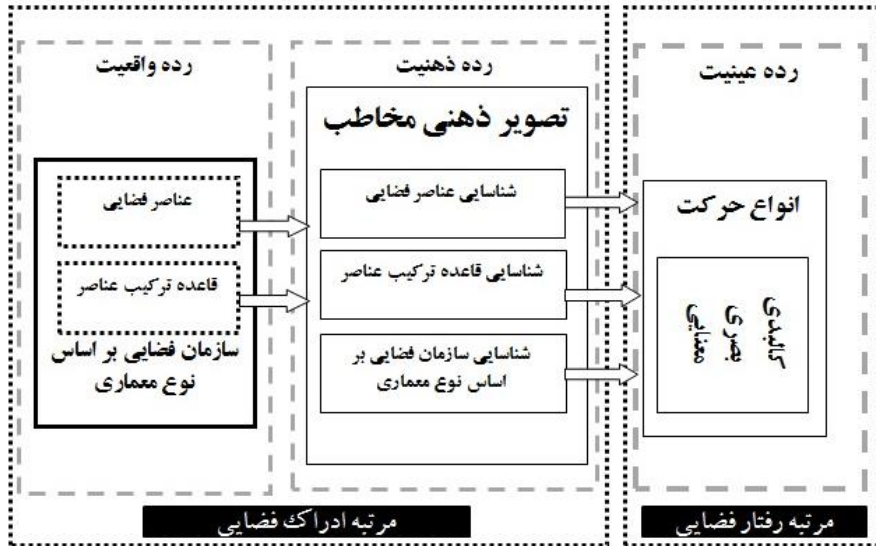 رده واقعیت
عناصر فضایی
قاعده ترکیب عناصر
سازمان فضایی بر اساس
نوع معماری
رده ذهنیت
تصویر ذهنی مخاطب
شناسایی عناصر فضایی
شناسایی قاعده ترکیب عناصر
شناسایی سازمان فضایی بر
اساس نوع معماری
مرتبه ادراک فضایی
رده عینیت
انواع حرکت
کالبدی
بصری
معنایی
مرتبه رفتار فضایی